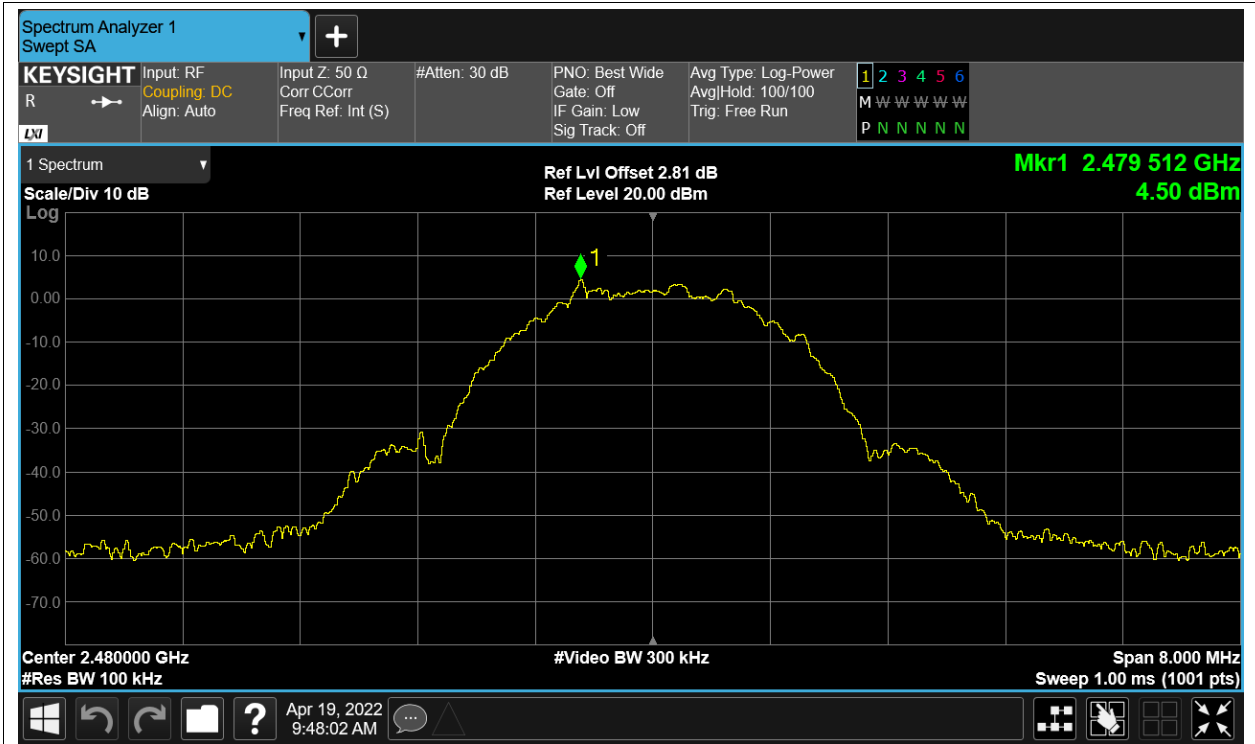 Spectrum Analyzer 1
Swept SA
KEYSIGHT
R
LXI
Input: RF
Coupling: DC
Align: Auto
Input Z: 50 Ω
Corr CCorr
Freq Ref: Int (S)
#Atten: 30 dB
PNO: Best Wide
Gate: Off
IF Gain: Low
Sig Track: Off
Avg Type: Log-Power
Avg|Hold: 100/100
Trig: Free Run
1 2 3 4 5 6
M W W W W W
P N N N N N
1 Spectrum
Scale/Div 10 dB
Log
Ref Lvl Offset 2.81 dB
Ref Level 20.00 dBm
Mkr1 2.479 512 GHz
4.50 dBm
1
10.0
0.00
-10.0
-20.0
-30.0
-40.0
-50.0
-60.0
-70.0
Center 2.480000 GHz
#Res BW 100 kHz
#Video BW 300 kHz
Span 8.000 MHz
Sweep 1.00 ms (1001 pts)
?
Apr 19, 2022
9:48:02 AM